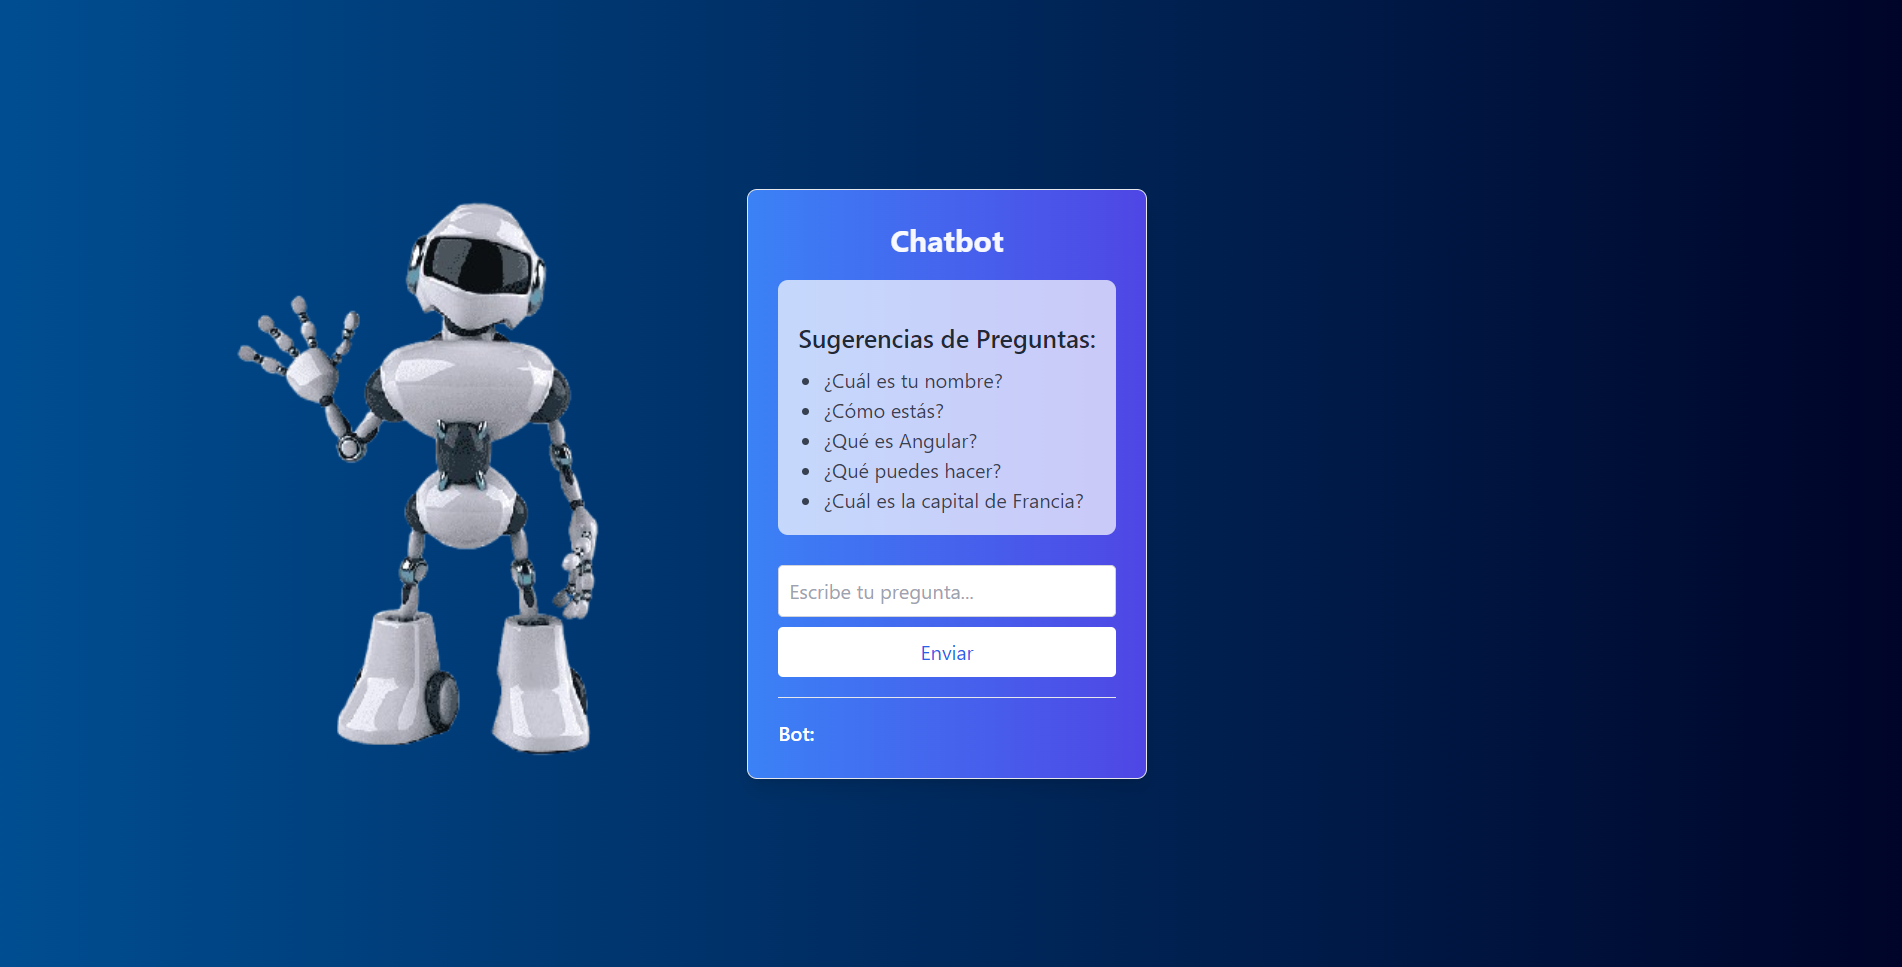 Chatbot
Sugerencias de Preguntas:
¿Cuál es tu nombre?
¿Cómo estás?
¿Qué es Angular?
¿Qué puedes hacer?
¿Cuál es la capital de Francia?
Escribe tu pregunta...
Enviar
Bot: